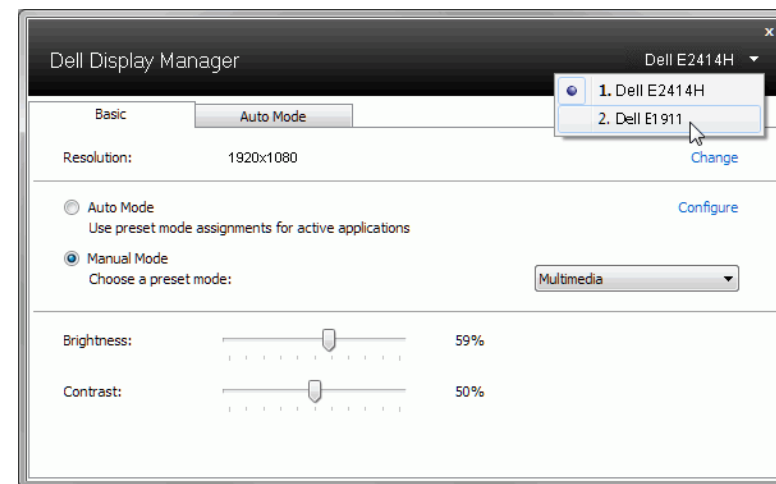 x
Dell Display Manager
Dell E2414H
1. Dell E2414H
2. Dell E1911
Basic
Auto Mode
Resolution:
1920x1080
Change
Auto Mode
Configure
Use preset mode assignments for active applications
Manual Mode
Choose a preset mode:
Multimedia
Brightness:
59%
Contrast:
50%